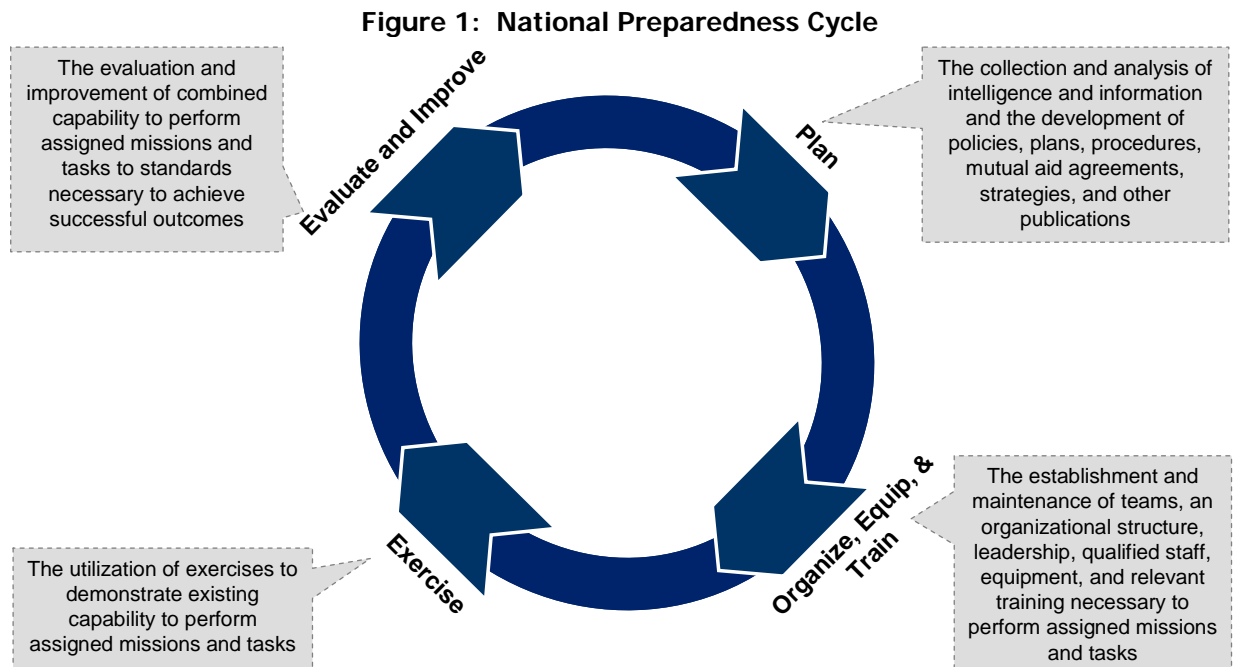 Figure 1: National Preparedness Cycle
The evaluation and
improvement of combined
capability to perform
assigned missions and
tasks to standards
necessary to achieve
successful outcomes
Evaluate and Improve
Plan
The collection and analysis of
intelligence and information
and the development of
policies, plans, procedures,
mutual aid agreements,
strategies, and other
publications
Organize, Equip, &
Train
The establishment and
maintenance of teams, an
organizational structure,
leadership, qualified staff,
equipment, and relevant
training necessary to
perform assigned missions
and tasks
Exercise
The utilization of exercises to
demonstrate existing
capability to perform
assigned missions and tasks